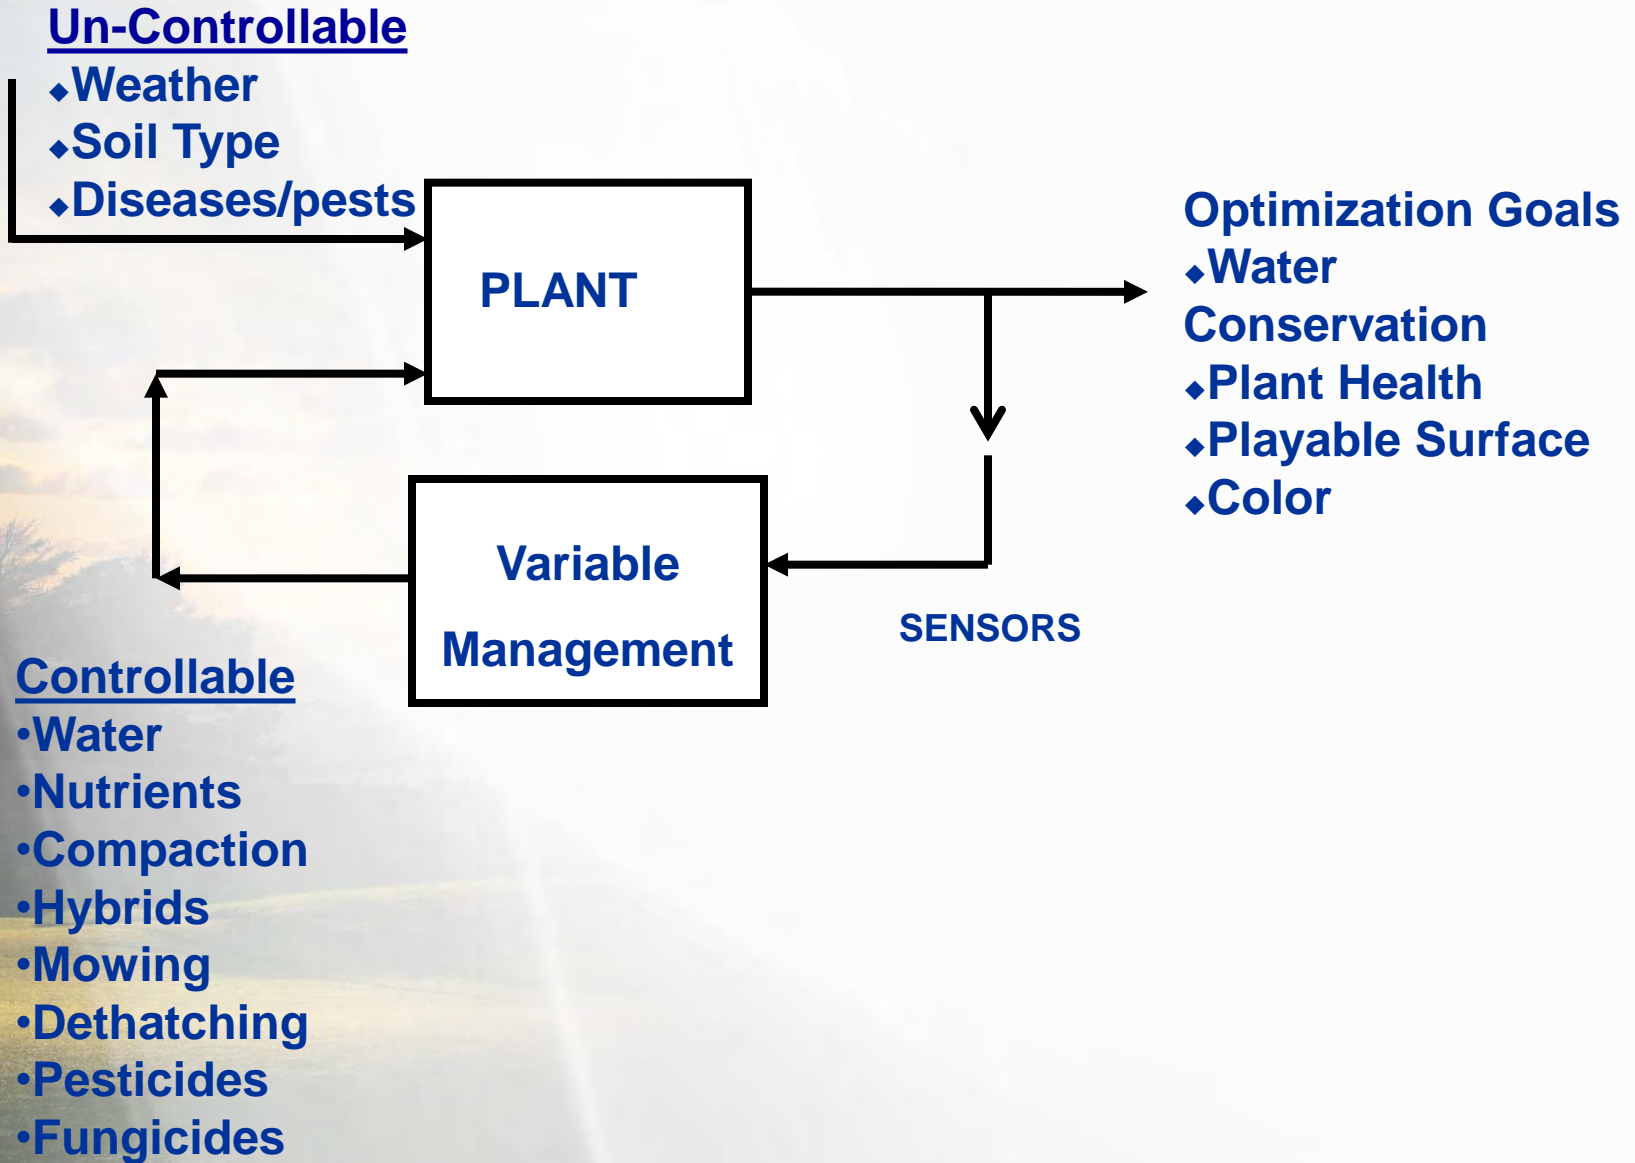 Un-Controllable
◆Weather
◆Soil Type
◆Diseases/pests
PLANT
Optimization Goals
◆Water
Conservation
◆Plant Health
◆Playable Surface
◆Color
Variable
Management
SENSORS
Controllable
•Water
•Nutrients
•Compaction
•Hybrids
•Mowing
•Dethatching
•Pesticides
•Fungicides